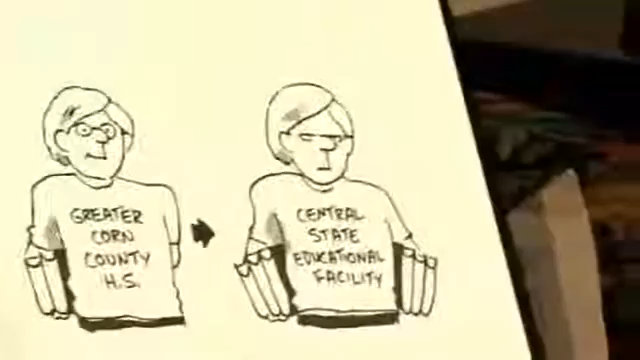 GREATER
CORN
COUNTY
H.S.
CENTRAL
STATE
EDUCATIONAL
FACILITY